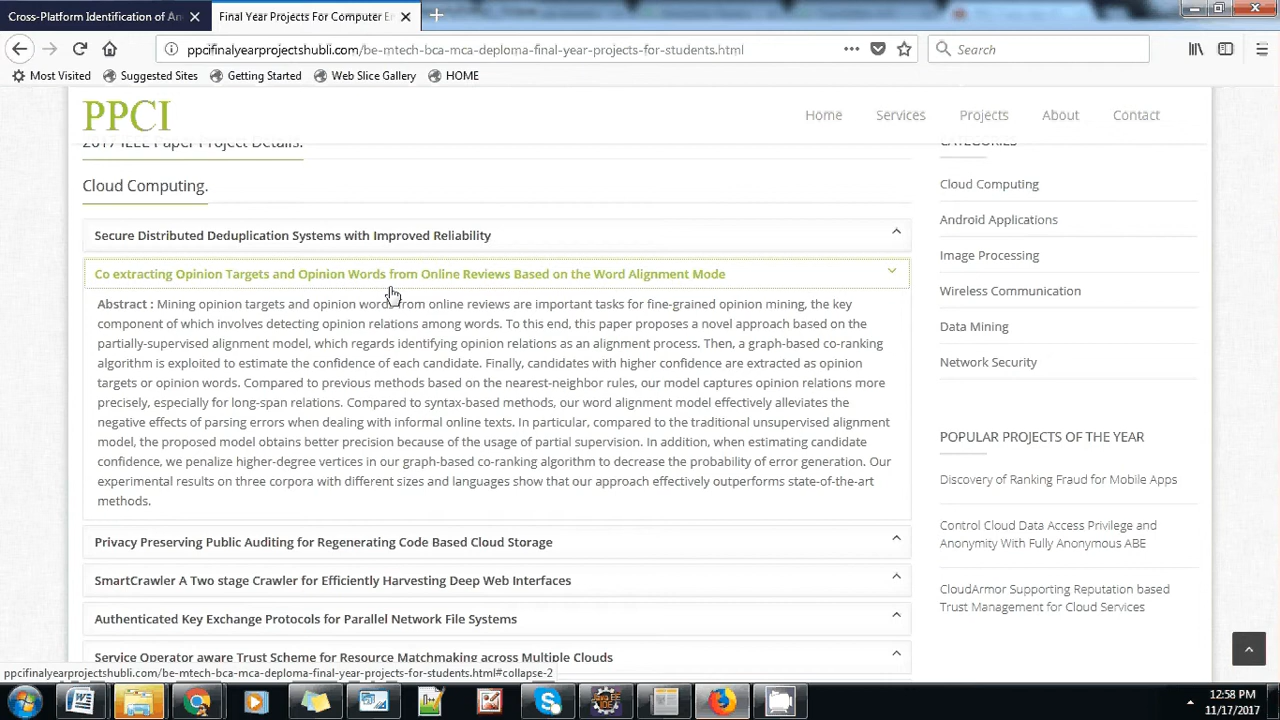 Cross-Platform Identification of An
Final Year Projects For Computer E
ppcifinalyearprojectshubli.com/be-mtech-bca-mca-deploma-final-year-projects-for-students.html
Search
Most Visited
Suggested Sites
Getting Started
Web Slice Gallery
HOME
PPCI
Home
Services
Projects
About
Contact
2017 IEEE Paper Project Details.
Cloud Computing.
Secure Distributed Deduplication Systems with Improved Reliability
Co extracting Opinion Targets and Opinion Words from Online Reviews Based on the Word Alignment Mode
Abstract : Mining opinion targets and opinion words from online reviews are important tasks for fine-grained opinion mining, the key
component of which involves detecting opinion relations among words. To this end, this paper proposes a novel approach based on the
partially-supervised alignment model, which regards identifying opinion relations as an alignment process. Then, a graph-based co-ranking
algorithm is exploited to estimate the confidence of each candidate. Finally, candidates with higher confidence are extracted as opinion
targets or opinion words. Compared to previous methods based on the nearest-neighbor rules, our model captures opinion relations more
precisely, especially for long-span relations. Compared to syntax-based methods, our word alignment model effectively alleviates the
negative effects of parsing errors when dealing with informal online texts. In particular, compared to the traditional unsupervised alignment
model, the proposed model obtains better precision because of the usage of partial supervision. In addition, when estimating candidate
confidence, we penalize higher-degree vertices in our graph-based co-ranking algorithm to decrease the probability of error generation. Our
experimental results on three corpora with different sizes and languages show that our approach effectively outperforms state-of-the-art
methods.
Privacy Preserving Public Auditing for Regenerating Code Based Cloud Storage
SmartCrawler A Two stage Crawler for Efficiently Harvesting Deep Web Interfaces
Authenticated Key Exchange Protocols for Parallel Network File Systems
Service Operator aware Trust Scheme for Resource Matchmaking across Multiple Clouds
CATEGORIES
Cloud Computing
Android Applications
Image Processing
Wireless Communication
Data Mining
Network Security
POPULAR PROJECTS OF THE YEAR
Discovery of Ranking Fraud for Mobile Apps
Control Cloud Data Access Privilege and
Anonymity With Fully Anonymous ABE
CloudArmor Supporting Reputation based
Trust Management for Cloud Services
ppcifinalyearprojectshubli.com/be-mtech-bca-mca-deploma-final-year-projects-for-students.html#collapse-2
12:58 PM
11/17/2017